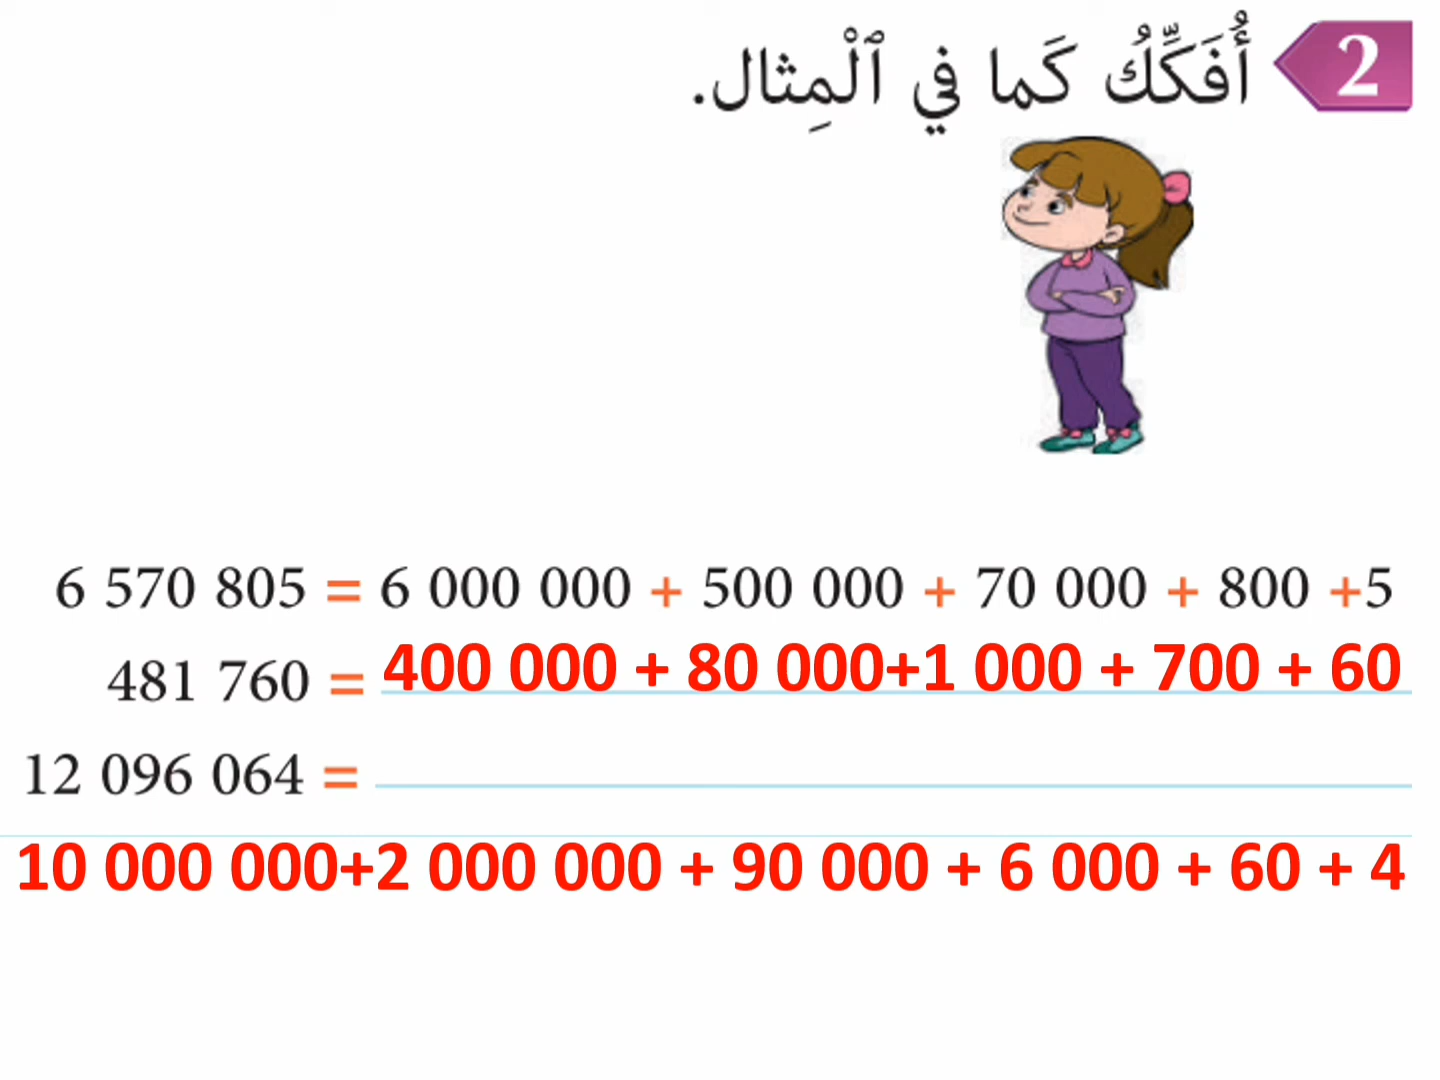 2 أُفَكِّكُ كَما في ٱلْمِثال.
6 570 805 = 6 000 000 + 500 000 + 70 000 + 800 +5
481 760 = 400 000 + 80 000+1 000 + 700 + 60
12 096 064 =
10 000 000+2 000 000 + 90 000 + 6 000 + 60 + 4